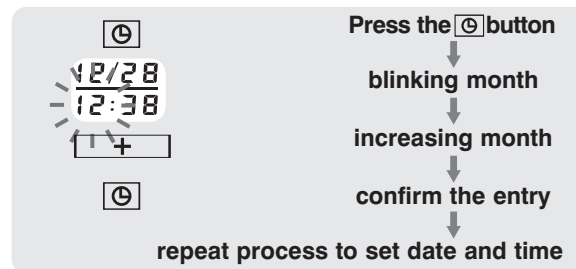 Press the button
12/28
blinking month
12:38
increasing month
+
confirm the entry
repeat process to set date and time